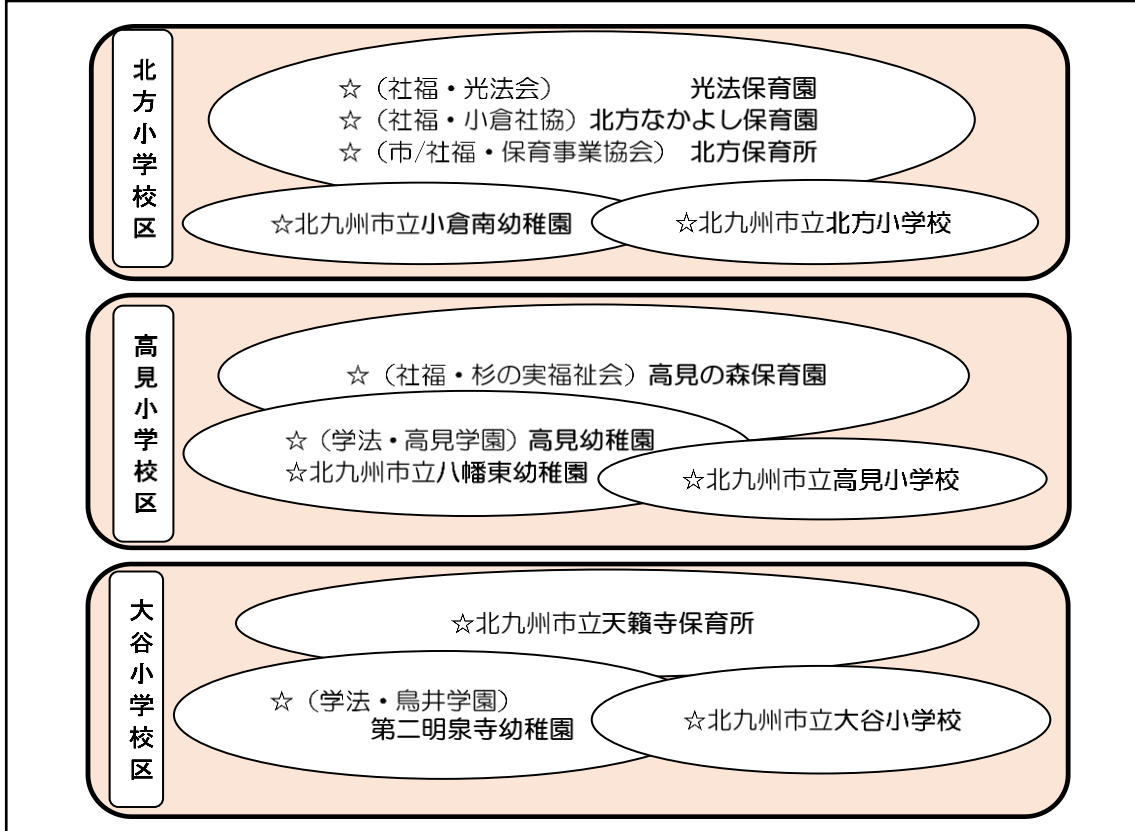 北方小学校区
☆（社福・光法会） 光法保育園
☆（社福・小倉社協）北方なかよし保育園
☆（市/社福・保育事業協会） 北方保育所
☆北九州市立小倉南幼稚園
☆北九州市立北方小学校
高見小学校区
☆（社福・杉の実福祉会）高見の森保育園
☆（学法・高見学園）高見幼稚園
☆北九州市立八幡東幼稚園
☆北九州市立高見小学校
大谷小学校区
☆北九州市立天籟寺保育所
☆（学法・鳥井学園）
第二明泉寺幼稚園
☆北九州市立大谷小学校